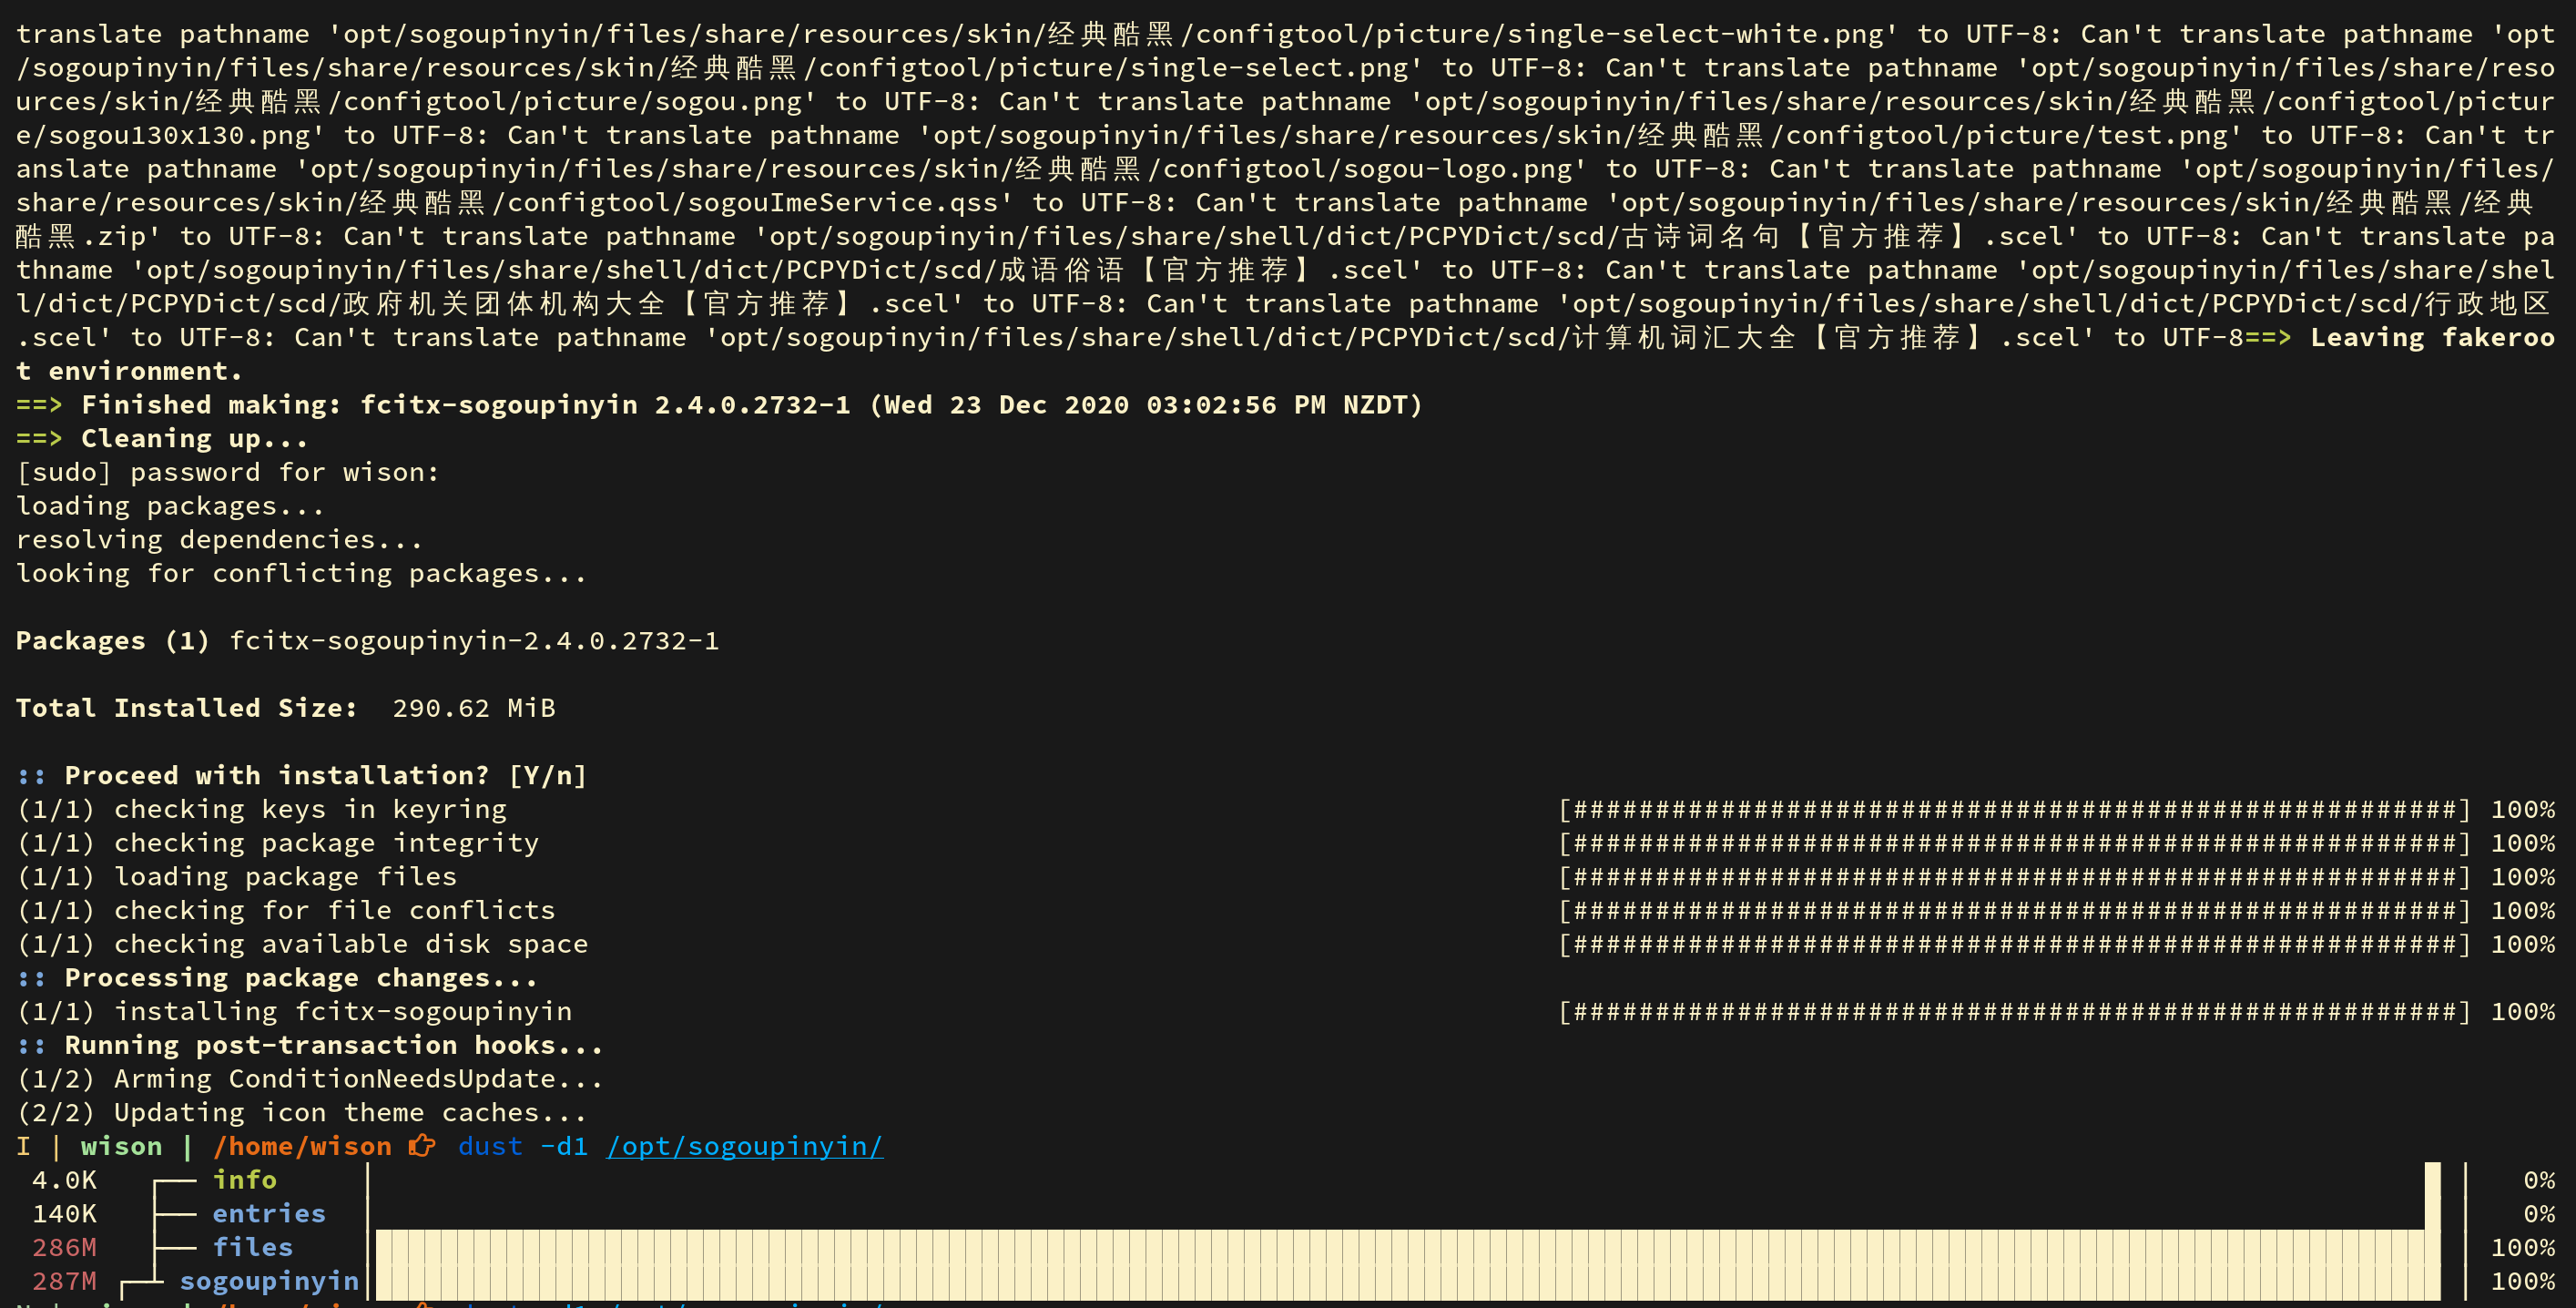 translate pathname 'opt/sogoupinyin/files/share/resources/skin/经典酷黑/configtool/picture/single-select-white.png' to UTF-8: Can't translate pathname 'opt
/sogoupinyin/files/share/resources/skin/经典酷黑/configtool/picture/single-select.png' to UTF-8: Can't translate pathname 'opt/sogoupinyin/files/share/reso
urces/skin/经典酷黑/configtool/picture/sogou.png' to UTF-8: Can't translate pathname 'opt/sogoupinyin/files/share/resources/skin/经典酷黑/configtool/pictur
e/sogou130x130.png' to UTF-8: Can't translate pathname 'opt/sogoupinyin/files/share/resources/skin/经典酷黑/configtool/picture/test.png' to UTF-8: Can't tr
anslate pathname 'opt/sogoupinyin/files/share/resources/skin/经典酷黑/configtool/sogou-logo.png' to UTF-8: Can't translate pathname 'opt/sogoupinyin/files/
share/resources/skin/经典酷黑/configtool/sogouImeService.qss' to UTF-8: Can't translate pathname 'opt/sogoupinyin/files/share/resources/skin/经典酷黑/经典
酷黑.zip' to UTF-8: Can't translate pathname 'opt/sogoupinyin/files/share/shell/dict/PCPYDict/scd/古诗词名句【官方推荐】.scel' to UTF-8: Can't translate pa
thname 'opt/sogoupinyin/files/share/shell/dict/PCPYDict/scd/成语俗语【官方推荐】.scel' to UTF-8: Can't translate pathname 'opt/sogoupinyin/files/share/shel
l/dict/PCPYDict/scd/政府机关团体机构大全【官方推荐】.scel' to UTF-8: Can't translate pathname 'opt/sogoupinyin/files/share/shell/dict/PCPYDict/scd/行政地区
.scel' to UTF-8: Can't translate pathname 'opt/sogoupinyin/files/share/shell/dict/PCPYDict/scd/计算机词汇大全【官方推荐】.scel' to UTF-8==> Leaving fakeroo
t environment.
==> Finished making: fcitx-sogoupinyin 2.4.0.2732-1 (Wed 23 Dec 2020 03:02:56 PM NZDT)
==> Cleaning up...
[sudo] password for wison:
loading packages...
resolving dependencies...
looking for conflicting packages...
Packages (1) fcitx-sogoupinyin-2.4.0.2732-1
Total Installed Size:  290.62 MiB
:: Proceed with installation? [Y/n]
(1/1) checking keys in keyring [######################################################] 100%
(1/1) checking package integrity [######################################################] 100%
(1/1) loading package files [######################################################] 100%
(1/1) checking for file conflicts [######################################################] 100%
(1/1) checking available disk space [######################################################] 100%
:: Processing package changes...
(1/1) installing fcitx-sogoupinyin [######################################################] 100%
:: Running post-transaction hooks...
(1/2) Arming ConditionNeedsUpdate...
(2/2) Updating icon theme caches...
I | wison | /home/wison 👉 dust -d1 /opt/sogoupinyin/
4.0K ┌── info │ █ │ 0%
140K ├── entries │ █ │ 0%
286M ├── files │ 100%
287M ┌─┴ sogoupinyin │ 100%